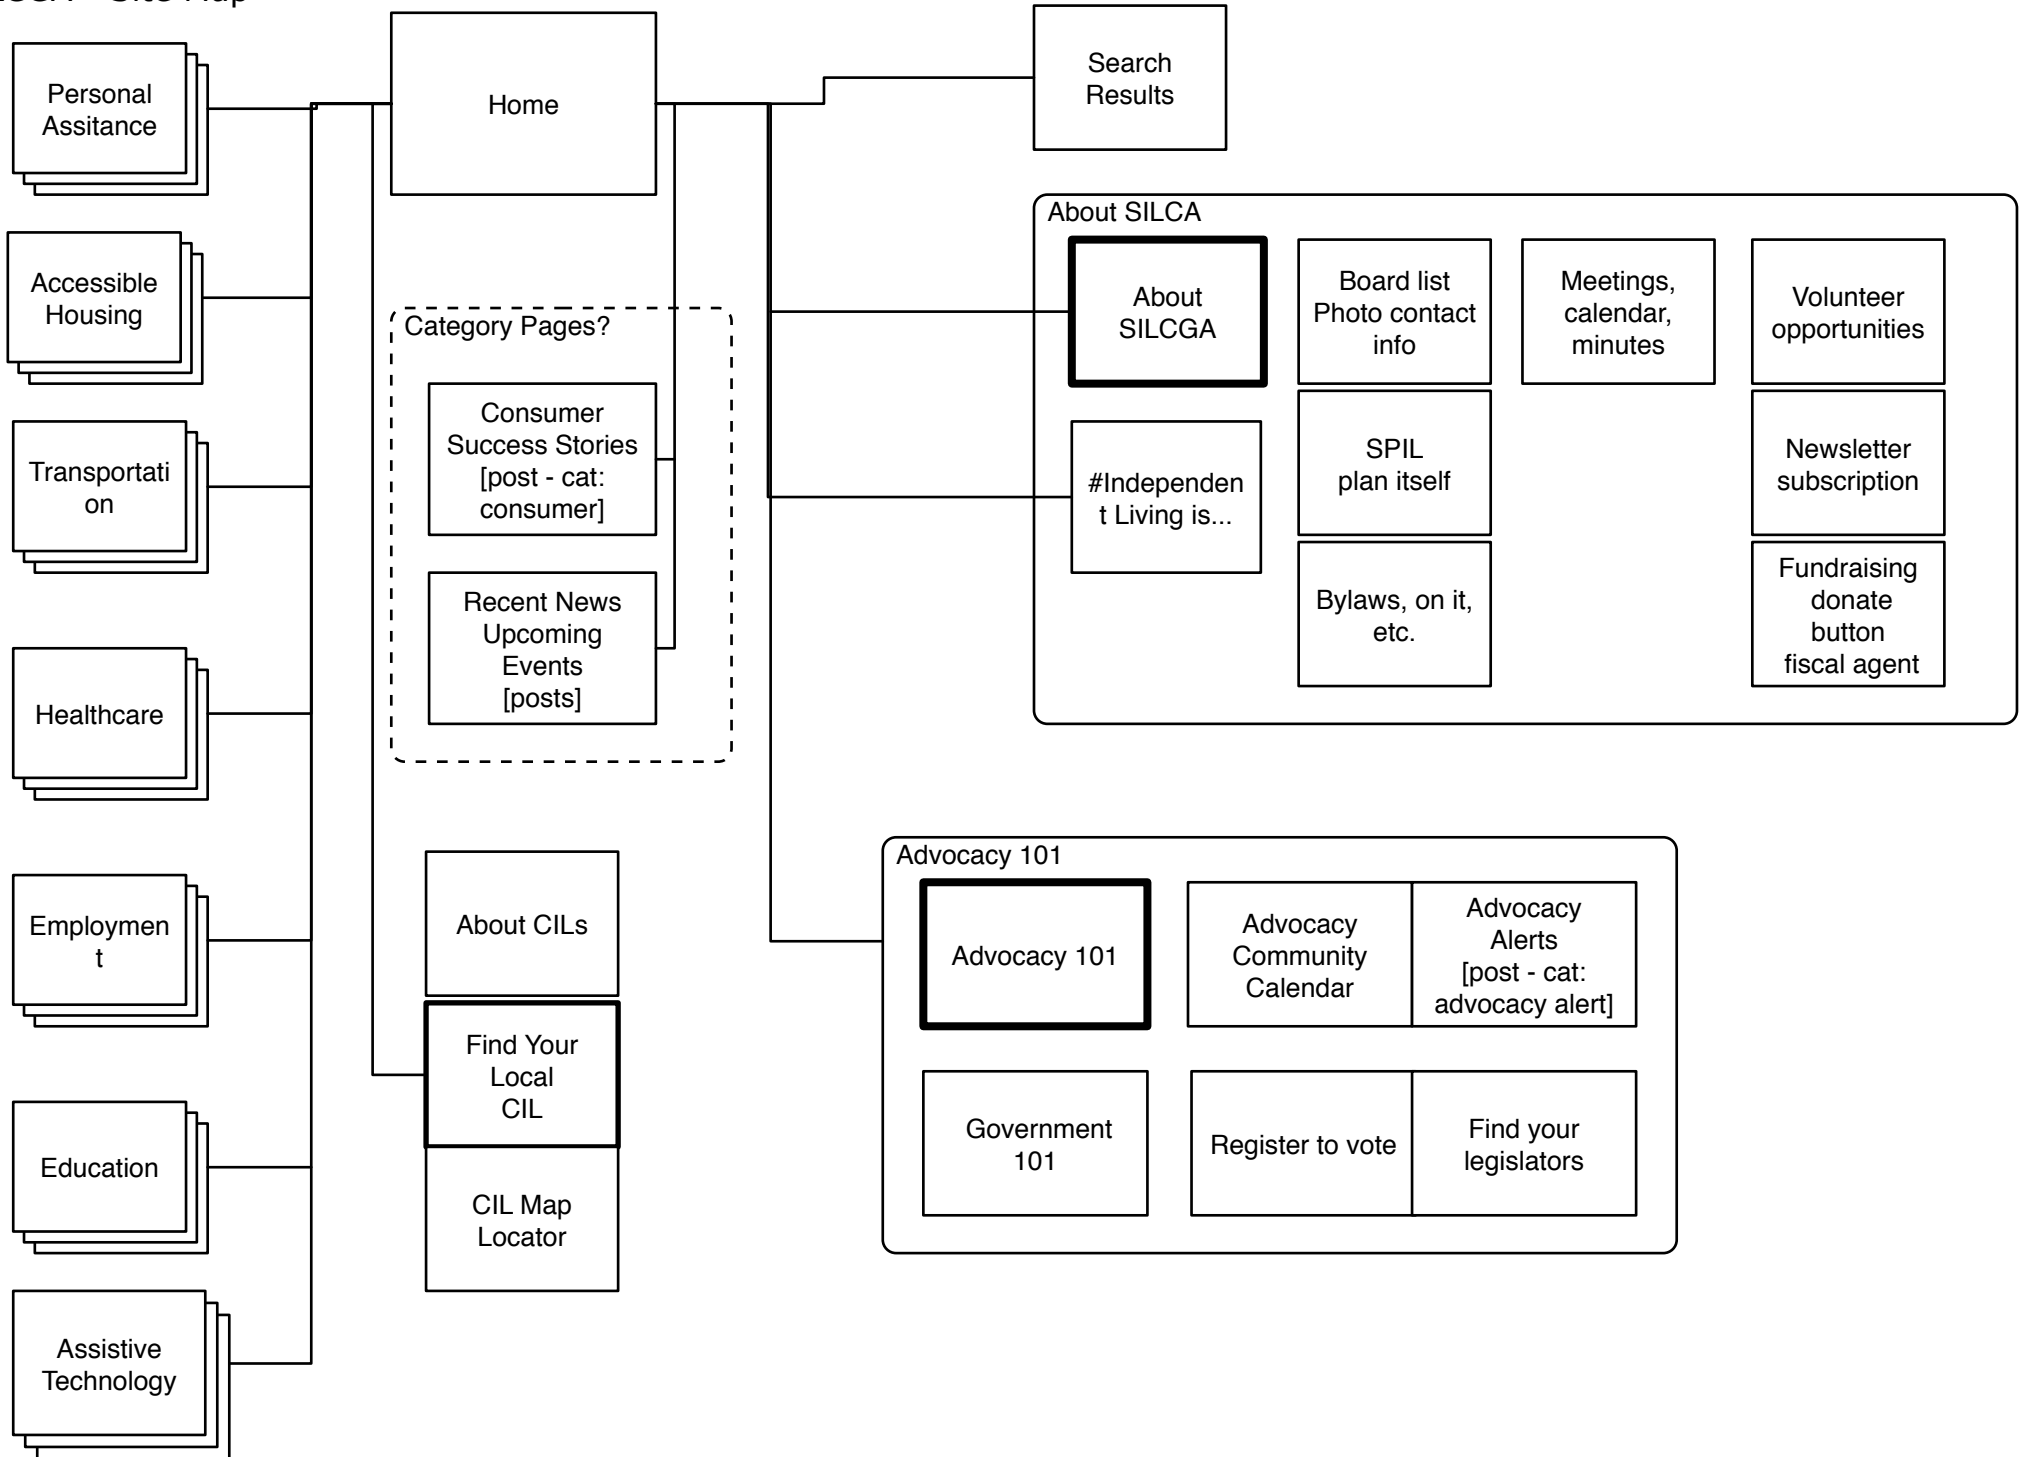 Site Map
Personal
Assitance
Home
Search
Results
Accessible
Housing
Transportati
on
Healthcare
Employmen
t
Education
Assistive
Technology
Category Pages?
Consumer
Success Stories
[post - cat:
consumer]
Recent News
Upcoming
Events
[posts]
About CILs
Find Your
Local
CIL
CIL Map
Locator
About SILCA
About
SILCGA
#Independen
t Living is...
Board list
Photo contact
info
SPIL
plan itself
Bylaws, on it,
etc.
Meetings,
calendar,
minutes
Volunteer
opportunities
Newsletter
subscription
Fundraising
donate
button
fiscal agent
Advocacy 101
Advocacy 101
Advocacy
Community
Calendar
Advocacy
Alerts
[post - cat:
advocacy alert]
Government
101
Register to vote
Find your
legislators